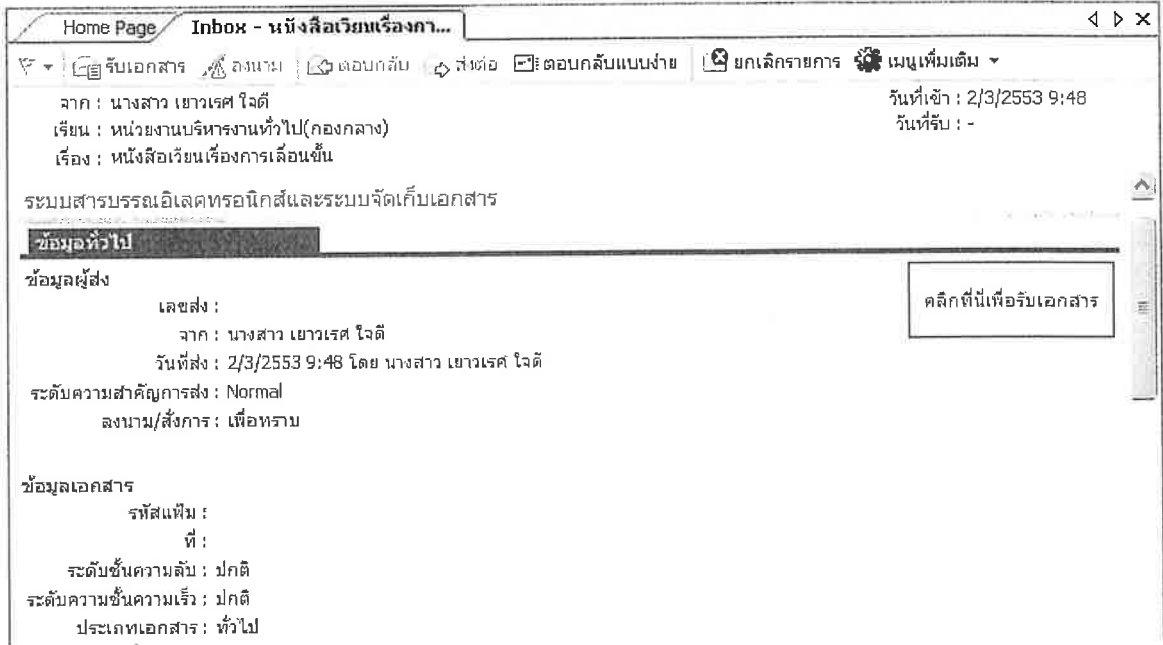 Home Page Inbox - หนังสือเวียนเรื่องกา...
รับเอกสาร ลงนาม ตอบกลับ ส่งต่อ ตอบกลับแบบง่าย ยกเลิกรายการ เมนูเพิ่มเติม
จาก : นางสาว เยาวเรศ ใจดี วันที่เข้า : 2/3/2553 9:48
เรียน : หน่วยงานบริหารงานทั่วไป(กองกลาง) วันที่รับ : -
เรื่อง : หนังสือเวียนเรื่องการเลื่อนขั้น
ระบบสารบรรณอิเลคทรอนิกส์และระบบจัดเก็บเอกสาร
ข้อมูลทั่วไป
ข้อมูลผู้ส่ง
คลิกที่นี่เพื่อรับเอกสาร
เลขส่ง :
จาก : นางสาว เยาวเรศ ใจดี
วันที่ส่ง : 2/3/2553 9:48 โดย นางสาว เยาวเรศ ใจดี
ระดับความสำคัญการส่ง : Normal
ลงนาม/สั่งการ : เพื่อทราบ
ข้อมูลเอกสาร
รหัสแฟ้ม :
ที่ :
ระดับชั้นความลับ : ปกติ
ระดับความชั้นความเร็ว : ปกติ
ประเภทเอกสาร : ทั่วไป